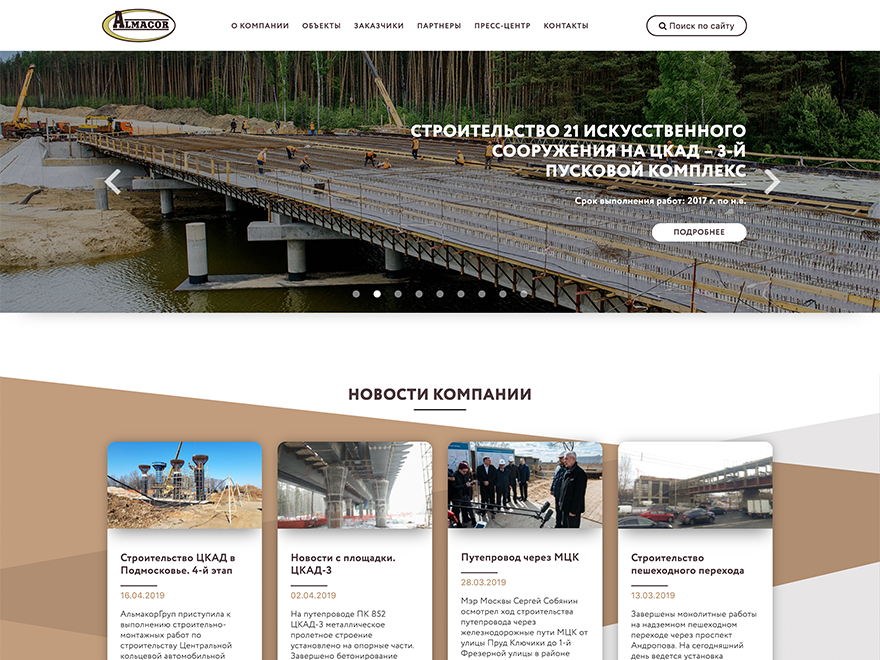 ALMACOR
О КОМПАНИИ ОБЪЕКТЫ ЗАКАЗЧИКИ ПАРТНЕРЫ ПРЕСС-ЦЕНТР КОНТАКТЫ
Поиск по сайту
СТРОИТЕЛЬСТВО 21 ИСКУССТВЕННОГО
СООРУЖЕНИЯ НА ЦКАД – 3-Й
ПУСКОВОЙ КОМПЛЕКС
Срок выполнения работ: 2017 г. по н.в.
ПОДРОБНЕЕ
НОВОСТИ КОМПАНИИ
Строительство ЦКАД в
Подмосковье. 4-й этап
16.04.2019
АльмакорГруп приступила к
выполнению строительно-
монтажных работ по
строительству Центральной
кольцевой автомобильной
Новости с площадки.
ЦКАД-3
02.04.2019
На путепроводе ПК 852
ЦКАД-3 металлическое
пролетное строение
установлено на опорные части.
Завершено бетонирование
Путепровод через МЦК
28.03.2019
Мэр Москвы Сергей Собянин
осмотрел ход строительства
путепровода через
железнодорожные пути МЦК от
улицы Пруд Ключики до 1-й
Фрезерной улицы в районе
Строительство
пешеходного перехода
13.03.2019
Завершены монолитные работы
на надземном пешеходном
переходе через проспект
Андропова. На сегодняшний
день ведется установка